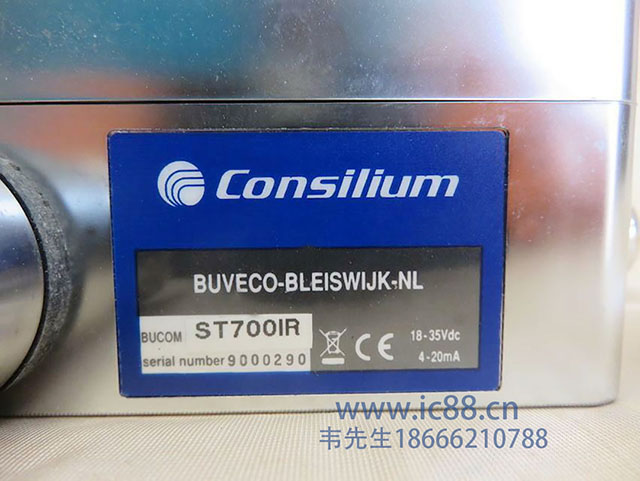 Consilium
BUVECO-BLEISWIJK-NL
BUCOM ST700IR
18-35Vdc
serial number 9000290
4-20mA
www.ic88.cn
韦先生18666210788